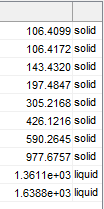 106.4099 solid
106.4172 solid
143.4320 solid
197.4847 solid
305.2168 solid
426.1216 solid
590.2645 solid
977.6757 solid
1.3611e+03 liquid
1.6388e+03 liquid